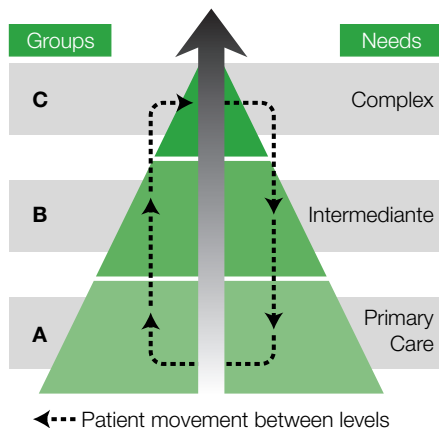 Groups
Needs
C
Complex
B
Intermediante
A
Primary
Care
Patient movement between levels